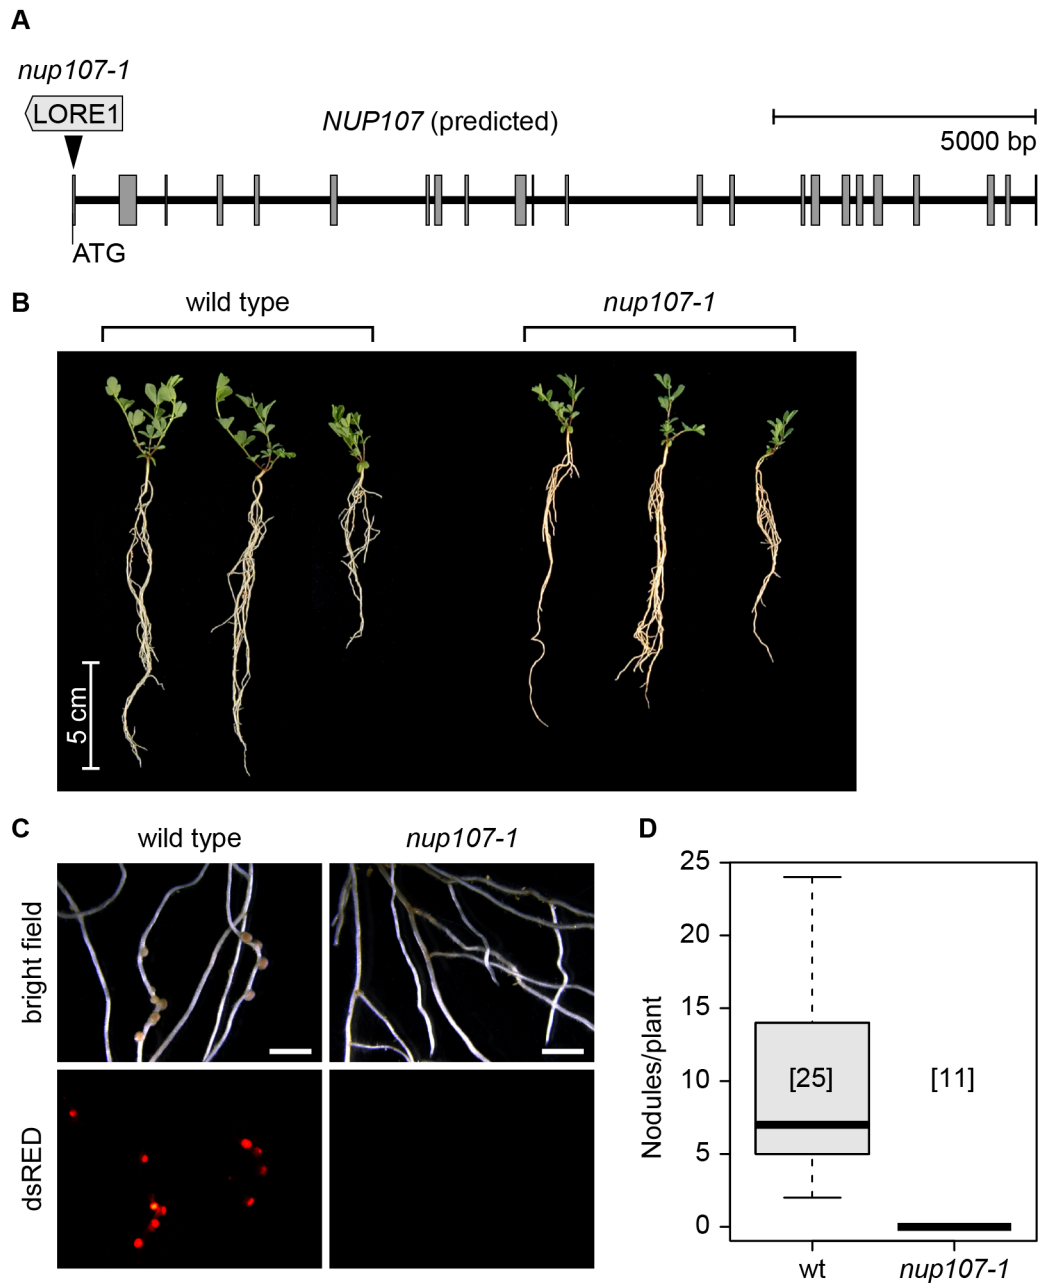 A
nup107-1
LORE1
NUP107 (predicted)
5000 bp
ATG
B
wild type
nup107-1
5 cm
C
wild type
nup107-1
bright field
dsRED
D
Nodules/plant
25
20
15
10
5
0
[25]
[11]
wt
nup107-1